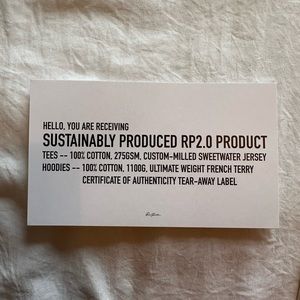 HELLO, YOU ARE RECEIVING
SUSTAINABLY PRODUCED RP2.0 PRODUCT
TEES -- 100% COTTON, 275GSM, CUSTOM-MILLED SWEETWATER JERSEY
HOODIES -- 100% COTTON, 1100G, ULTIMATE WEIGHT FRENCH TERRY
CERTIFICATE OF AUTHENTICITY TEAR-AWAY LABEL